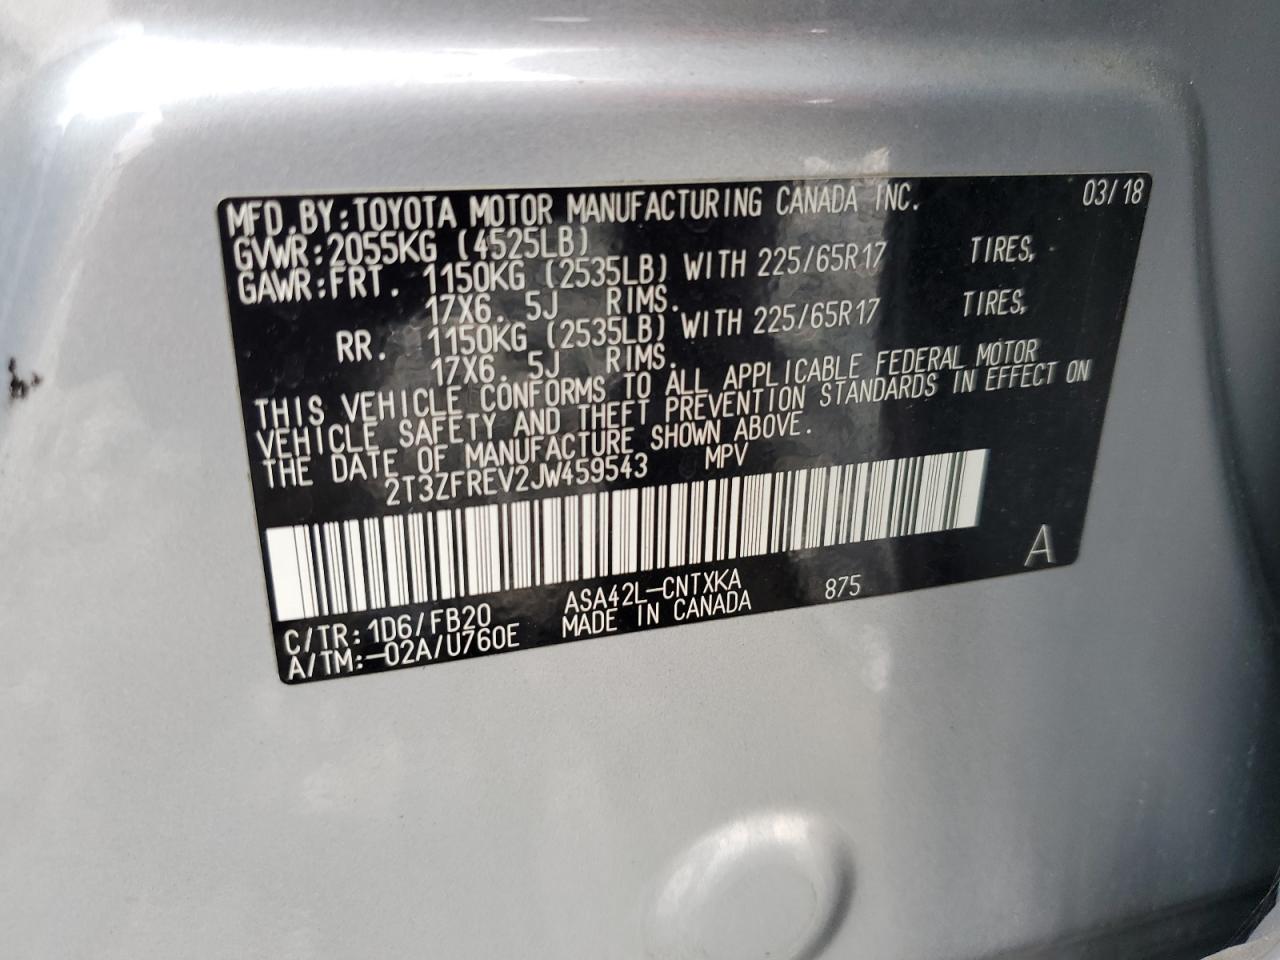 MFD.BY:TOYOTA MOTOR MANUFACTURING CANADA INC. 03/18
GVWR:2055KG (4525LB)
GAWR:FRT. 1150KG (2535LB) WITH 225/65R17 TIRES,
17X6.5J RIMS.
RR. 1150KG (2535LB) WITH 225/65R17 TIRES,
17X6.5J RIMS.
THIS VEHICLE CONFORMS TO ALL APPLICABLE FEDERAL MOTOR
VEHICLE SAFETY AND THEFT PREVENTION STANDARDS IN EFFECT ON
THE DATE OF MANUFACTURE SHOWN ABOVE.
2T3ZFREV2JW459543 MPV
A
C/TR:1D6/FB20 ASA42L-CNTXKA 875
A/TM:-02A/U760E MADE IN CANADA